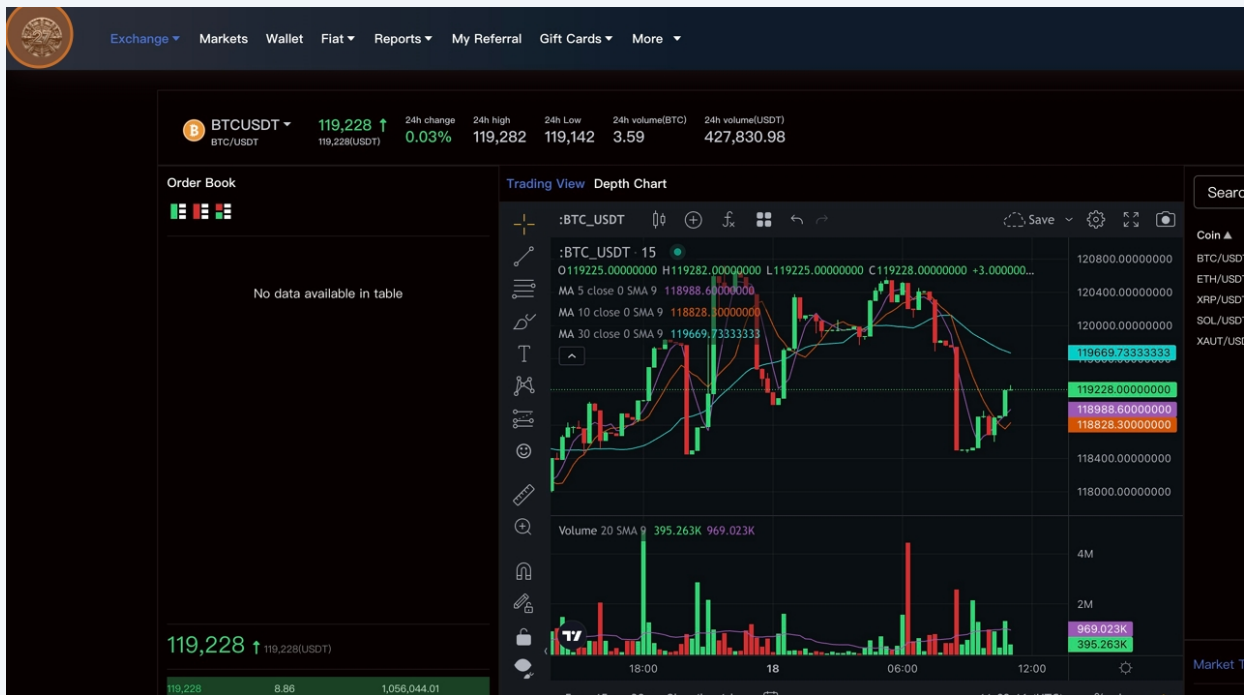 Exchange Markets Wallet Fiat Reports My Referral Gift Cards More
BTCUSDT
BTC/USDT
119,228 ↑
119,228(USDT)
24h change
0.03%
24h high
119,282
24h Low
119,142
24h volume(BTC)
3.59
24h volume(USDT)
427,830.98
Order Book
No data available in table
119,228 ↑ 119,228(USDT)
119,228 8.86 1,056,044.01
Trading View Depth Chart
:BTC_USDT
Save
:BTC_USDT · 15
O119225.00000000 H119282.00000000 L119225.00000000 C119228.00000000 +3.000000...
MA 5 close 0 SMA 9 118988.60000000
MA 10 close 0 SMA 9 118828.30000000
MA 30 close 0 SMA 9 119669.73333333
120800.00000000
120400.00000000
120000.00000000
119669.73333333
119228.00000000
118988.60000000
118828.30000000
118400.00000000
118000.00000000
Volume 20 SMA 9 395.263K 969.023K
4M
2M
969.023K
395.263K
18:00 18 06:00 12:00
Searc
Coin
BTC/USDT
ETH/USDT
XRP/USDT
SOL/USDT
XAUT/USD
Market T